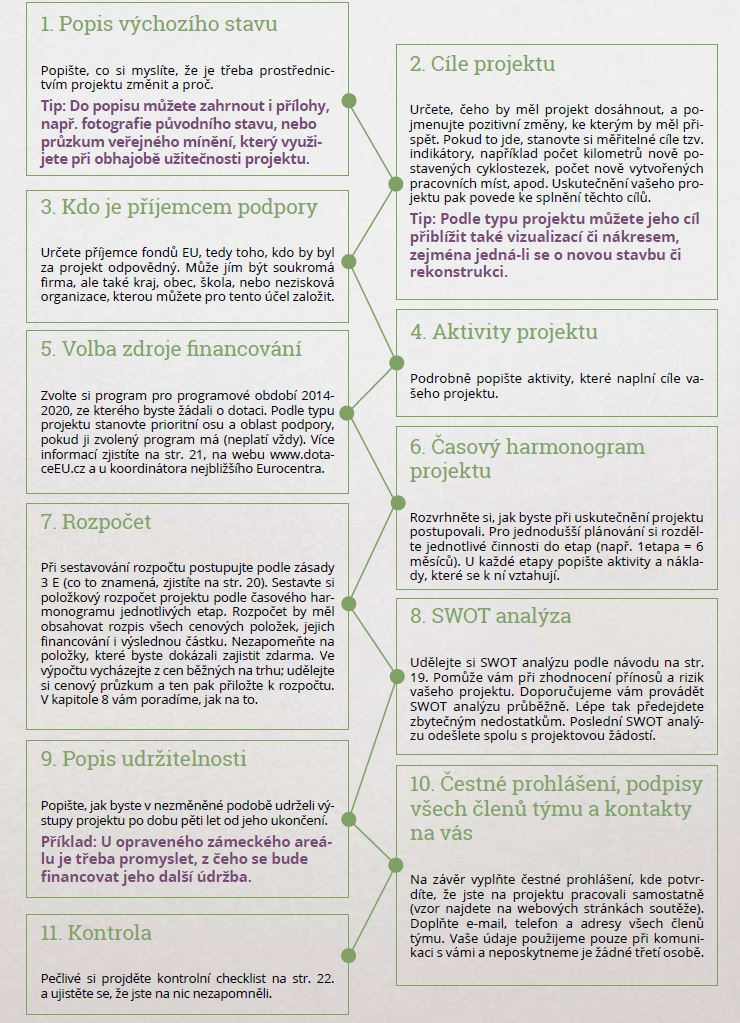 1. Popis výchozího stavu
Popište, co si myslíte, že je třeba prostřednic-
tvím projektu změnit a proč.
Tip: Do popisu můžete zahrnout i přílohy,
např. fotografie původního stavu, nebo
průzkum veřejného mínění, který využi-
jete při obhajobě užitečnosti projektu.
2. Cíle projektu
Určete, čeho by měl projekt dosáhnout, a po-
jmenujte pozitivní změny, ke kterým by měl při-
spět. Pokud to jde, stanovte si měřitelné cíle tzv.
indikátory, například počet kilometrů nově po-
stavených cyklostezek, počet nově vytvořených
pracovních míst, apod. Uskutečnění vašeho pro-
jektu pak povede ke splnění těchto cílů.
Tip: Podle typu projektu můžete jeho cíl
přiblížit také vizualizací či nákresem,
zejména jedná-li se o novou stavbu či
rekonstrukci.
3. Kdo je příjemcem podpory
Určete příjemce fondů EU, tedy toho, kdo by byl
za projekt odpovědný. Může jím být soukromá
firma, ale také kraj, obec, škola, nebo nezisková
organizace, kterou můžete pro tento účel založit.
4. Aktivity projektu
Podrobně popište aktivity, které naplní cíle va-
šeho projektu.
5. Volba zdroje financování
Zvolte si program pro programové období 2014-
2020, ze kterého byste žádali o dotaci. Podle typu
projektu stanovte prioritní osu a oblast podpory,
pokud ji zvolený program má (neplatí vždy). Více
informací zjistíte na str. 21, na webu www.dota-
ceEU.cz a u koordinátora nejbližšího Eurocentra.
6. Časový harmonogram
projektu
Rozvrhněte si, jak byste při uskutečnění projektu
postupovali. Pro jednodušší plánování si rozděl-
te jednotlivé činnosti do etap (např. 1etapa = 6
měsíců). U každé etapy popište aktivity a nákla-
dy, které se k ní vztahují.
7. Rozpočet
Při sestavování rozpočtu postupujte podle zásady
3 E (co to znamená, zjistíte na str. 20). Sestavte si
položkový rozpočet projektu podle časového har-
monogramu jednotlivých etap. Rozpočet by měl
obsahovat rozpis všech cenových položek, jejich
financování i výslednou částku. Nezapomeňte na
položky, které byste dokázali zajistit zdarma. Ve
výpočtu vycházejte z cen běžných na trhu; udělejte
si cenový průzkum a ten pak přiložte k rozpočtu.
V kapitole 8 vám poradíme, jak na to.
8. SWOT analýza
Udělejte si SWOT analýzu podle návodu na str.
19. Pomůže vám při zhodnocení přínosů a rizik
vašeho projektu. Doporučujeme vám provádět
SWOT analýzu průběžně. Lépe tak předejdete
zbytečným nedostatkům. Poslední SWOT analý-
zu odešlete spolu s projektovou žádostí.
9. Popis udržitelnosti
Popište, jak byste v nezměněné podobě udrželi vý-
stupy projektu po dobu pěti let od jeho ukončení.
Příklad: U opraveného zámeckého areá-
lu je třeba promyslet, z čeho se bude
financovat jeho další údržba.
10. Čestné prohlášení, podpisy
všech členů týmu a kontakty
na vás
Na závěr vyplňte čestné prohlášení, kde potvr-
díte, že jste na projektu pracovali samostatně
(vzor najdete na webových stránkách soutěže).
Doplňte e-mail, telefon a adresy všech členů
týmu. Vaše údaje použijeme pouze při komuni-
kaci s vámi a neposkytneme je žádné třetí osobě.
11. Kontrola
Pečlivé si projděte kontrolní checklist na str. 22.
a ujistěte se, že jste na nic nezapomněli.